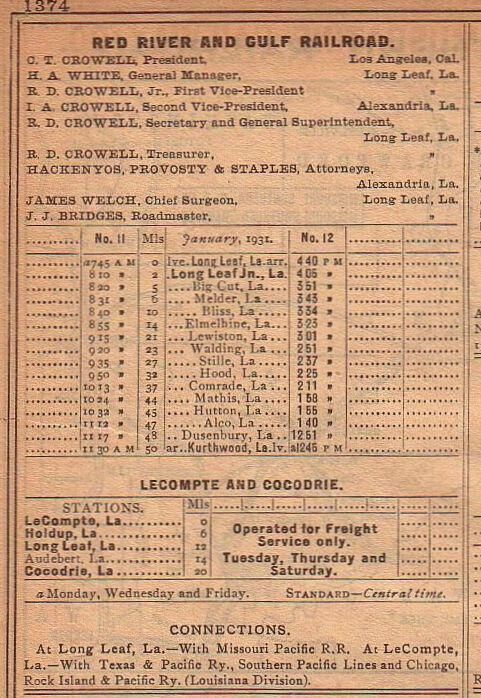 1374
RED RIVER AND GULF RAILROAD.
C. T. CROWELL, President, Los Angeles, Cal.
H. A. WHITE, General Manager, Long Leaf, La.
R. D. CROWELL, Jr., First Vice-President "
I. A. CROWELL, Second Vice-President, Alexandria, La.
R. D. CROWELL, Secretary and General Superintendent,
Long Leaf, La.
R. D. CROWELL, Treasurer, "
HACKENYOS, PROVOSTY & STAPLES, Attorneys,
Alexandria, La.
JAMES WELCH, Chief Surgeon, Long Leaf, La.
J. J. BRIDGES, Roadmaster, "
.......... No. 11 Mls January, 1931. No. 12 .......... ..........
.......... a7 45 A M 0 lve. Long Leaf, La. arr. 4 40 P M
.......... 8 10 " 2 .Long Leaf Jn., La. 4 05 "
.......... 8 20 " 5 ....Big Cut, La.... 3 51 "
.......... 8 31 " 6 ....Melder, La.... 3 43 "
.......... 8 40 " 10 ....Bliss, La.... 3 34 "
.......... 8 55 " 14 ...Elmelhine, La... 3 23 "
.......... 9 15 " 21 ...Lewiston, La... 3 01 "
.......... 9 20 " 23 ...Walding, La... 2 51 "
.......... 9 35 " 27 ....Stille, La.... 2 37 "
.......... 9 50 " 32 ....Hood, La.... 2 25 "
.......... 10 13 " 37 ...Comrade, La... 2 11 "
.......... 10 24 " 44 ....Mathis, La.... 1 58 "
.......... 10 32 " 45 ....Hutton, La.... 1 55 "
.......... 11 12 " 47 .....Alco, La..... 1 40 "
.......... 11 17 " 48 ..Dusenbury, La.. 12 51 "
.......... 11 30 A M 50 ar..Kurthwood, La. lv. a12 45 P M
LECOMPTE AND COCODRIE.
STATIONS. Mls
LeCompte, La.......... 0
Holdup, La.......... 6
Long Leaf, La.......... 12
Audebert, La.......... 14
Cocodrie, La.......... 20
Operated for Freight
Service only.
Tuesday, Thursday and
Saturday.
a Monday, Wednesday and Friday. STANDARD—Central time.
CONNECTIONS.
At Long Leaf, La.—With Missouri Pacific R.R. At LeCompte,
La.—With Texas & Pacific Ry., Southern Pacific Lines and Chicago,
Rock Island & Pacific Ry. (Louisiana Division).